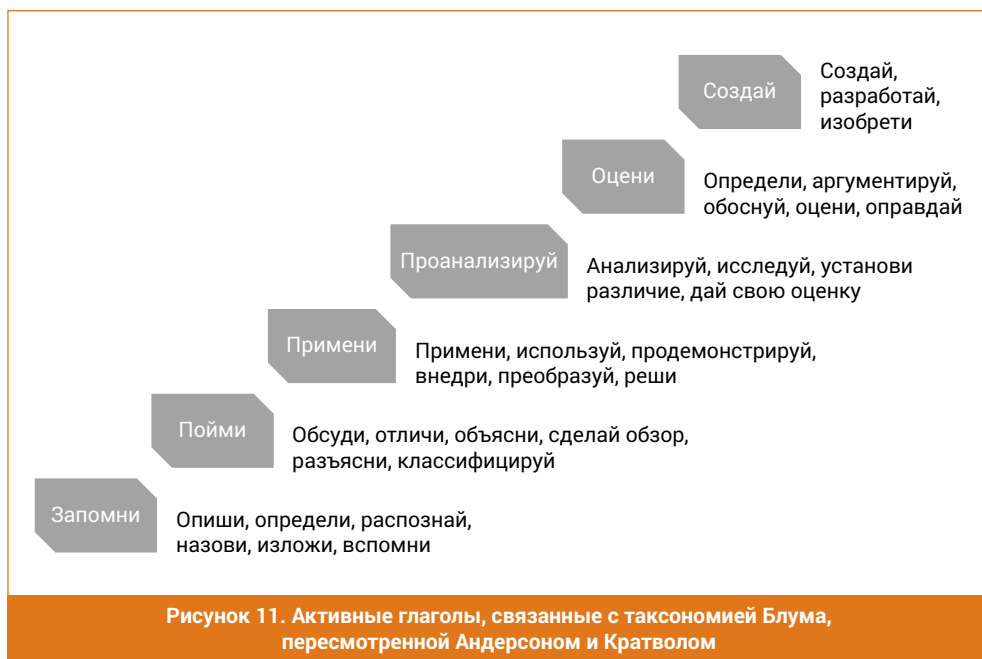 Создай
Создай,
разработай,
изобрети
Оцени
Определи, аргументируй,
обоснуй, оцени, оправдай
Проанализируй
Анализируй, исследуй, установи
различие, дай свою оценку
Примени
Примени, используй, продемонстрируй,
внедри, преобразуй, реши
Пойми
Обсуди, отличи, объясни, сделай обзор,
разъясни, классифицируй
Запомни
Опиши, определи, распознай,
назови, изложи, вспомни
Рисунок 11. Активные глаголы, связанные с таксономией Блума,
пересмотренной Андерсоном и Кратволом